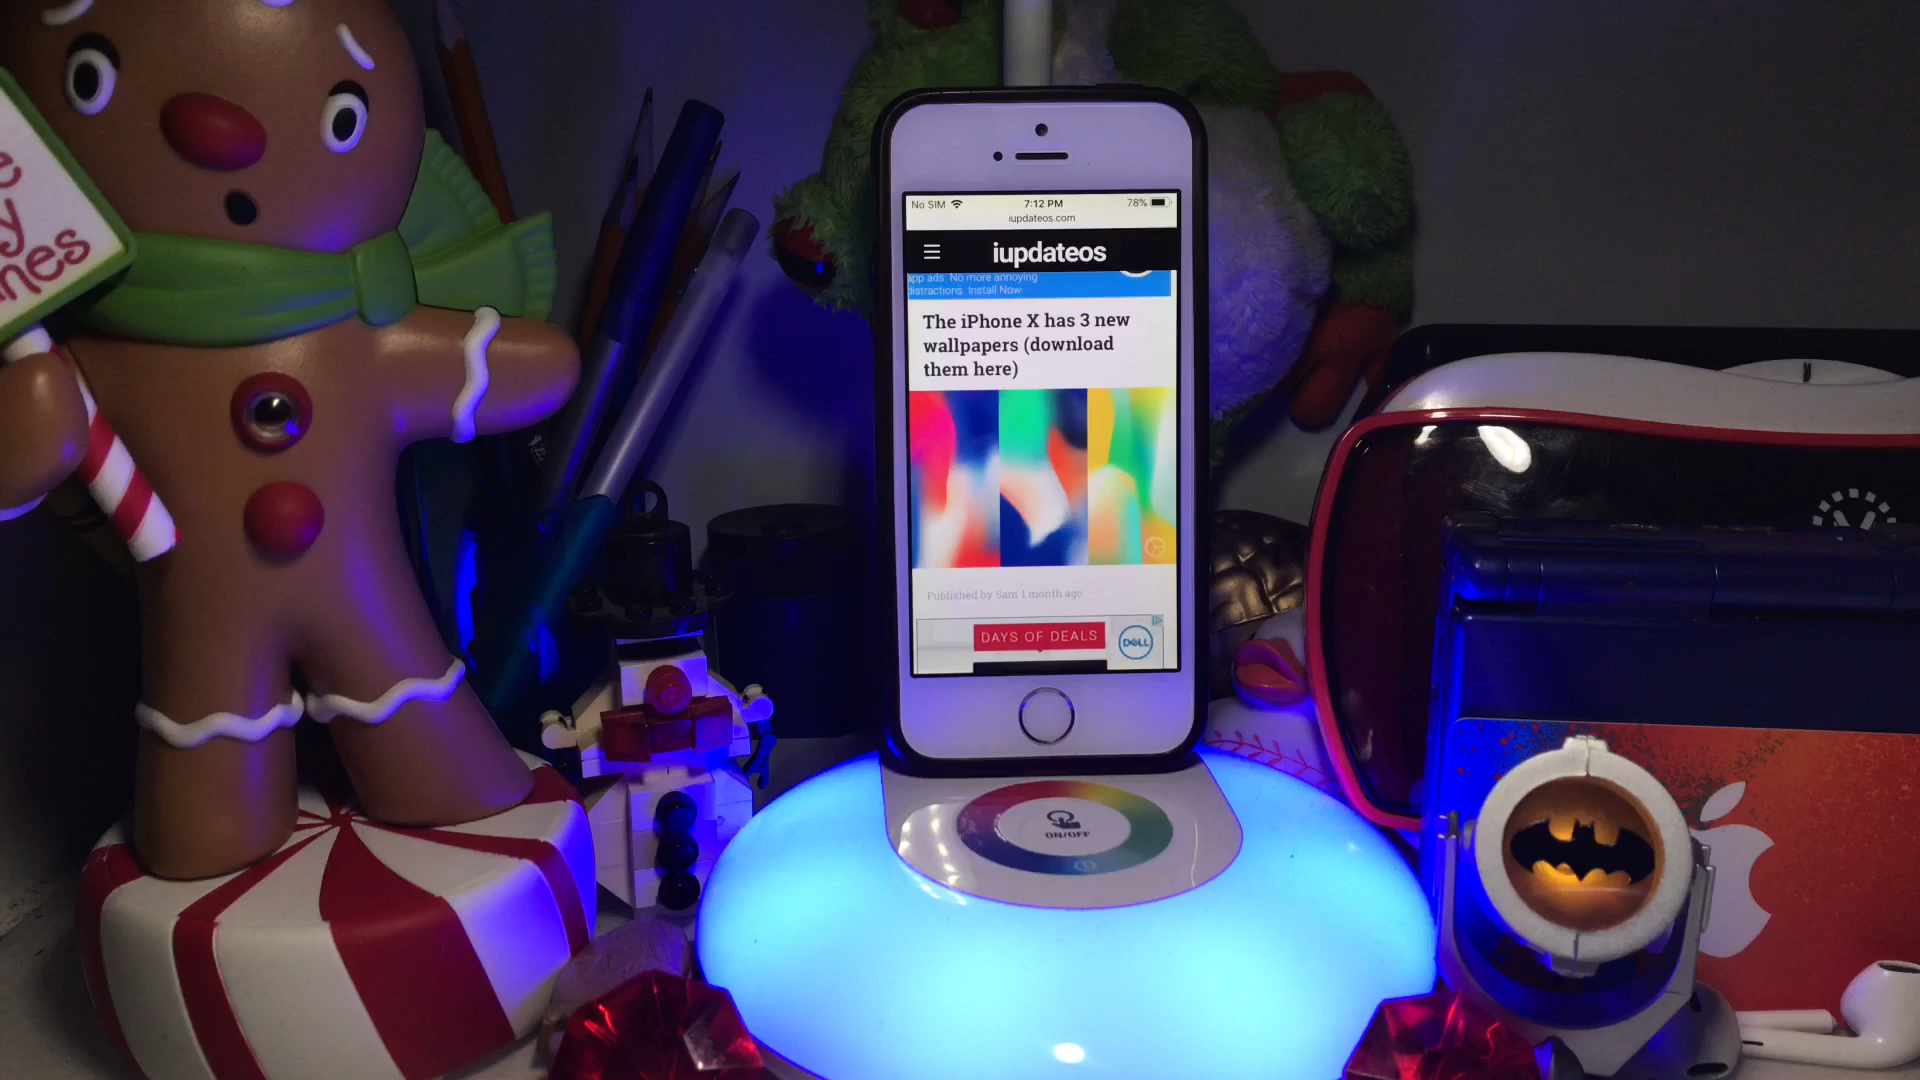 No SIM 7:12 PM 78%
iupdateos.com
iupdateos
app ads. No more annoying
distractions. Install Now
The iPhone X has 3 new
wallpapers (download
them here)
Published by Sam 1 month ago
DAYS OF DEALS
DELL
ON/OFF